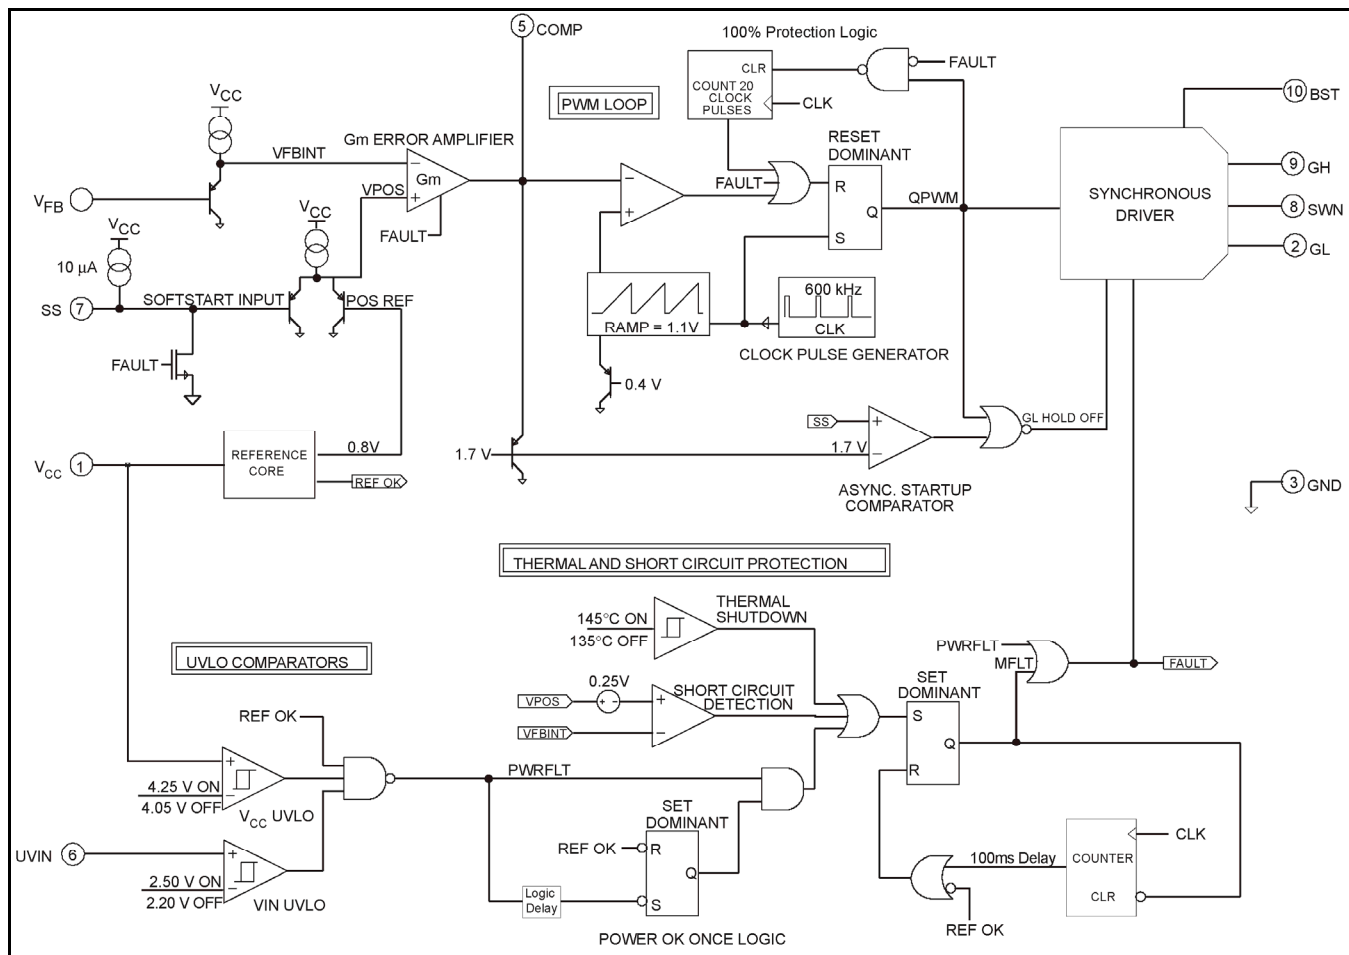 5 COMP
100% Protection Logic
FAULT
CLR
COUNT 20
CLOCK
PULSES
CLK
PWM LOOP
10 BST
VCC
Gm ERROR AMPLIFIER
VFBINT
−
Gm
+
VPOS
FAULT
VFB
−
+
FAULT
RESET
DOMINANT
R
Q
S
QPWM
SYNCHRONOUS
DRIVER
9 GH
8 SWN
2 GL
VCC
10 µA
VCC
SS 7
SOFTSTART INPUT
POS REF
FAULT
RAMP = 1.1V
600 kHz
CLK
CLOCK PULSE GENERATOR
0.4 V
SS
+
1.7 V
−
1.7 V
GL HOLD OFF
ASYNC. STARTUP
COMPARATOR
VCC 1
REFERENCE
CORE
0.8V
REF OK
3 GND
THERMAL AND SHORT CIRCUIT PROTECTION
145°C ON
135°C OFF
THERMAL
SHUTDOWN
UVLO COMPARATORS
0.25V
VPOS
+ -
+
VFBINT
−
SHORT CIRCUIT
DETECTION
SET
DOMINANT
S
Q
R
PWRFLT
MFLT
FAULT
REF OK
+
4.25 V ON
−
4.05 V OFF
VCC UVLO
PWRFLT
UVIN 6
+
2.50 V ON
−
2.20 V OFF
VIN UVLO
SET
DOMINANT
REF OK
R
Q
S
Logic
Delay
POWER OK ONCE LOGIC
100ms Delay
REF OK
COUNTER
CLR
CLK